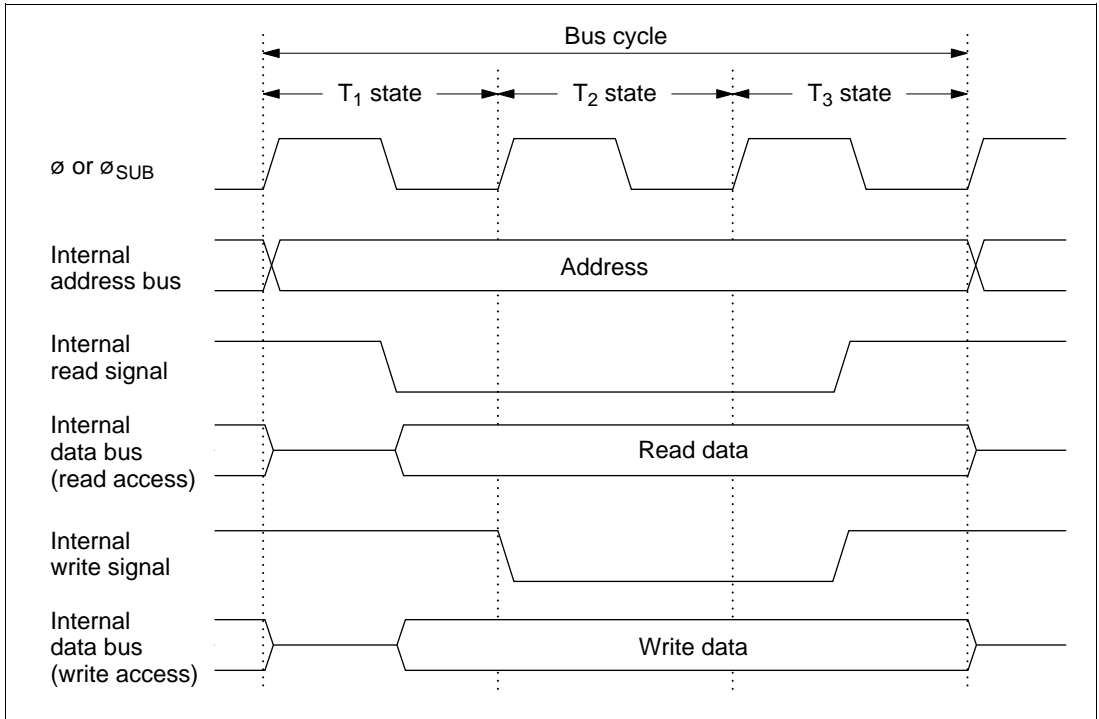 Bus cycle
T1 state
T2 state
T3 state
ø or øSUB
Internal
address bus
Address
Internal
read signal
Internal
data bus
(read access)
Read data
Internal
write signal
Internal
data bus
(write access)
Write data